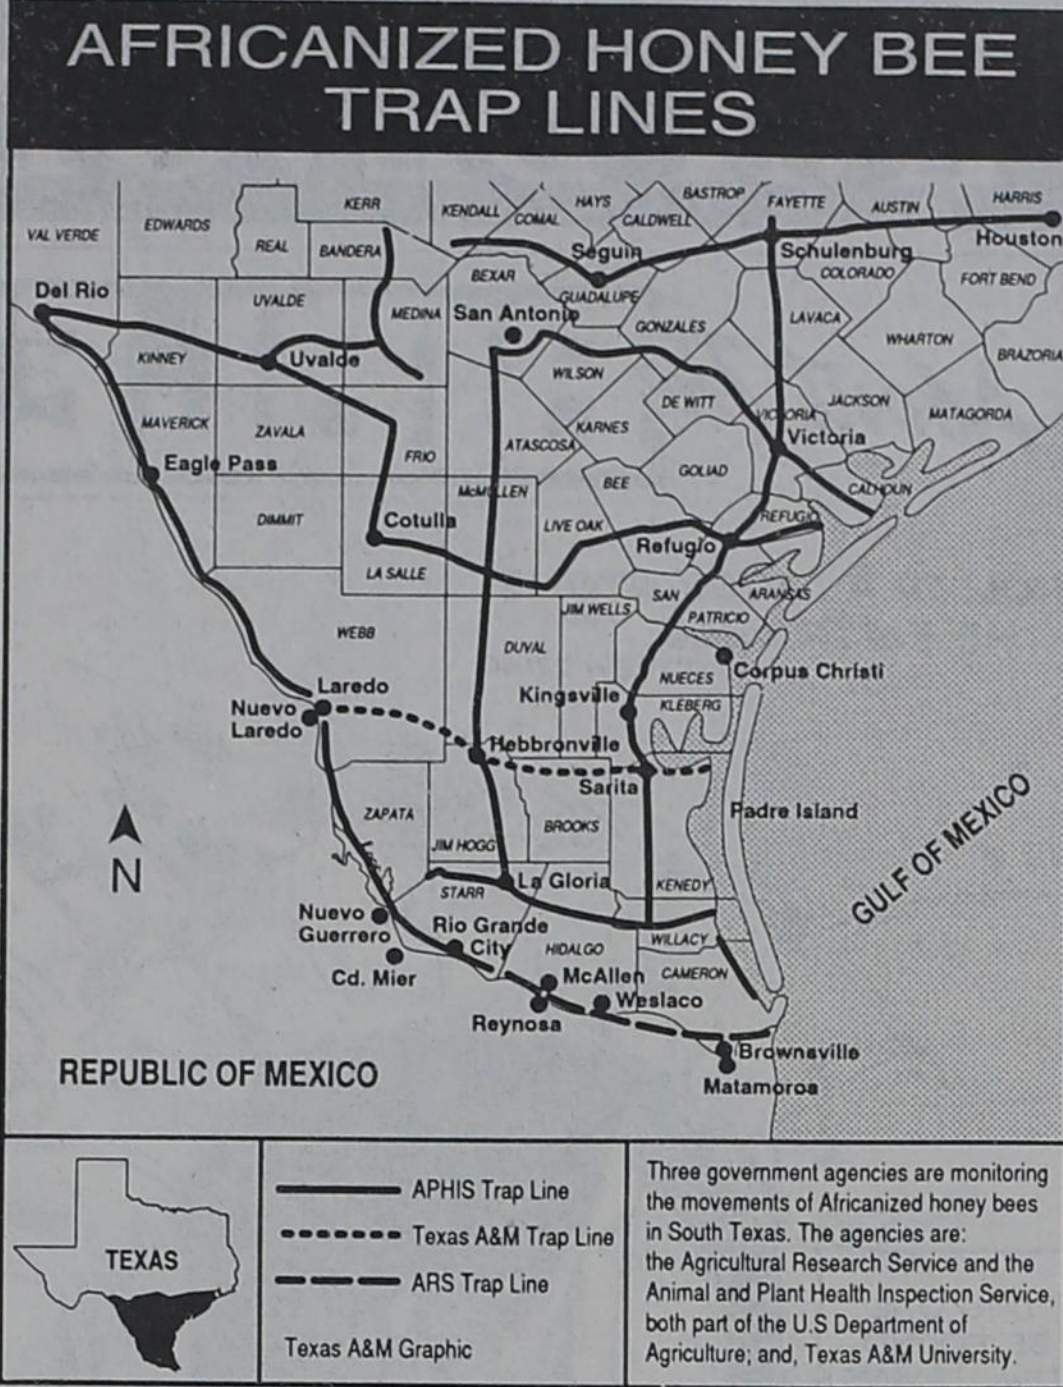 AFRICANIZED HONEY BEE
TRAP LINES
VAL VERDE
EDWARDS
REAL
KERR
BANDERA
KENDALL
COMAL
HAYS
CALDWELL
BASTROP
FAYETTE
AUSTIN
HARRIS
Houston
Seguin
Schulenburg
COLORADO
FORT BEND
Del Rio
UVALDE
MEDINA
BEXAR
San Antonio
GUADALUPE
GONZALES
LAVACA
WHARTON
BRAZORIA
KINNEY
Uvalde
WILSON
DE WITT
VICTORIA
JACKSON
MATAGORDA
MAVERICK
ZAVALA
FRIO
ATASCOSA
KARNES
Victoria
Eagle Pass
GOLIAD
BEE
McMULLEN
CALHOUN
DIMMIT
Cotulla
LIVE OAK
Refugio
REFUGIO
LA SALLE
SAN
PATRICIO
ARANSAS
JIM WELLS
WEBB
DUVAL
NUECES
Corpus Christi
Laredo
Nuevo
Laredo
Kingsville
KLEBERG
Hebbronville
Sarita
Padre Island
GULF OF MEXICO
N
ZAPATA
JIM HOGG
BROOKS
STARR
La Gloria
KENEDY
Nuevo
Guerrero
Rio Grande
City
HIDALGO
WILLACY
Cd. Mier
McAllen
CAMERON
Weslaco
Reynosa
Brownsville
Matamoros
REPUBLIC OF MEXICO
TEXAS
APHIS Trap Line
Texas A&M Trap Line
ARS Trap Line
Texas A&M Graphic
Three government agencies are monitoring
the movements of Africanized honey bees
in South Texas. The agencies are:
the Agricultural Research Service and the
Animal and Plant Health Inspection Service,
both part of the U.S Department of
Agriculture; and, Texas A&M University.